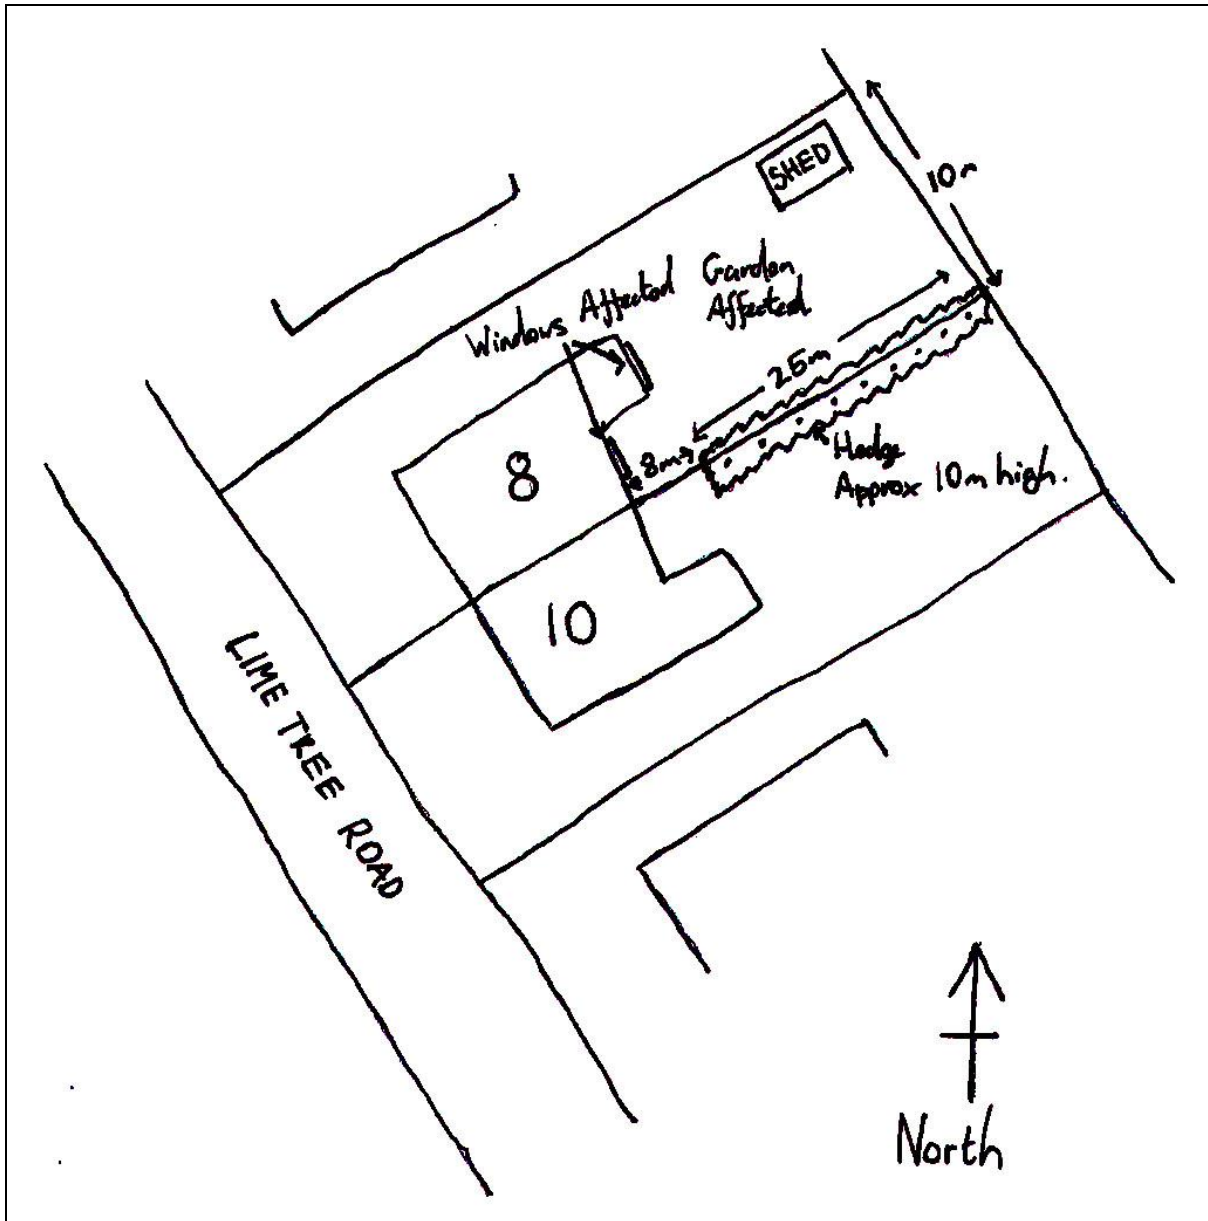 SHED
10m
Windows Affected
Garden
Affected
25m
8m
Hedge
Approx 10m high.
8
10
LIME TREE ROAD
North